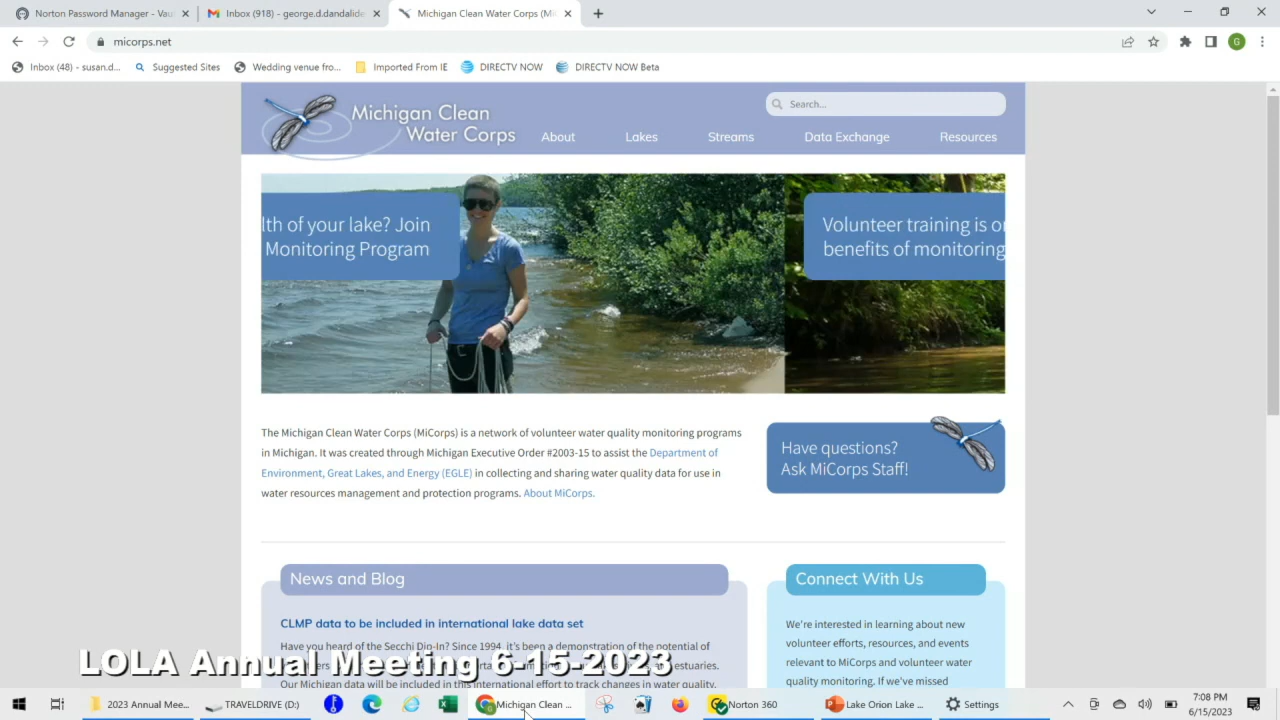 Norton Password Manager - Vau
Inbox (918) - george.d.dandalide
Michigan Clean Water Corps (Mi
micorps.net
G
Inbox (48) - susan.d...
Suggested Sites
Wedding venue fro...
Imported From IE
DIRECTV NOW
DIRECTV NOW Beta
Michigan Clean
Water Corps
Search...
About
Lakes
Streams
Data Exchange
Resources
lth of your lake? Join
Monitoring Program
Volunteer training is o
benefits of monitoring
The Michigan Clean Water Corps (MiCorps) is a network of volunteer water quality monitoring programs
in Michigan. It was created through Michigan Executive Order #2003-15 to assist the Department of
Environment, Great Lakes, and Energy (EGLE) in collecting and sharing water quality data for use in
water resources management and protection programs. About MiCorps.
Have questions?
Ask MiCorps Staff!
News and Blog
CLMP data to be included in international lake data set
Have you heard of the Secchi Dip-In? Since 1994, it's been a demonstration of the potential of
estuaries.
Our Michigan data will be included in this international effort to track changes in water quality.
Connect With Us
We're interested in learning about new
volunteer efforts, resources, and events
relevant to MiCorps and volunteer water
quality monitoring. If we've missed
LOLA Annual Meeting 6-15-2023
2023 Annual Mee...
TRAVELDRIVE (D:)
Michigan Clean ...
Norton 360
Lake Orion Lake ...
Settings
7:08 PM
6/15/2023